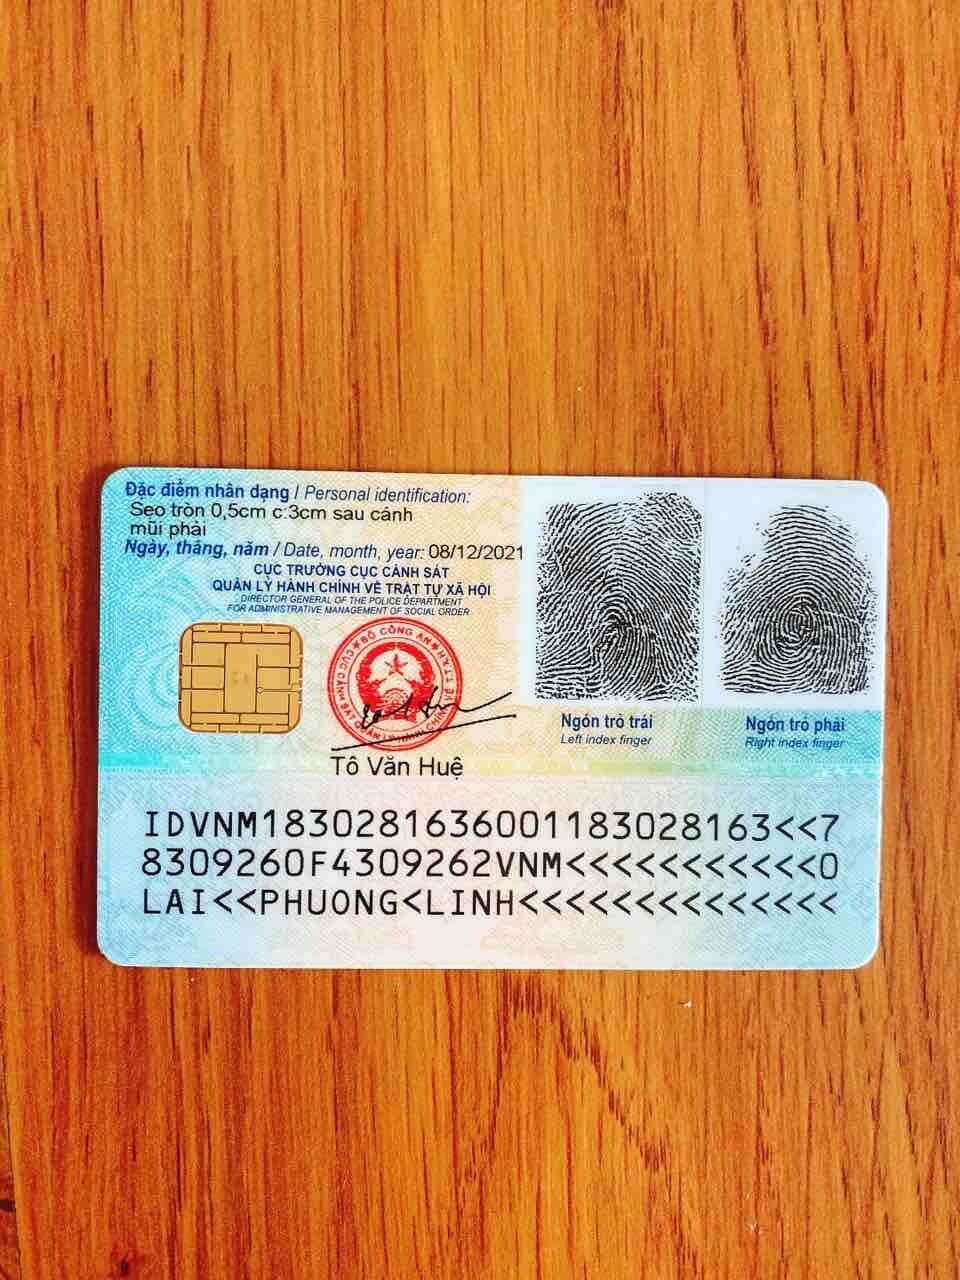 Đặc điểm nhân dạng / Personal identification:
Sẹo tròn 0,5cm c:3cm sau cánh
mũi phải
Ngày, tháng, năm / Date, month, year: 08/12/2021
CỤC TRƯỞNG CỤC CẢNH SÁT
QUẢN LÝ HÀNH CHÍNH VỀ TRẬT TỰ XÃ HỘI
DIRECTOR GENERAL OF THE POLICE DEPARTMENT
FOR ADMINISTRATIVE MANAGEMENT OF SOCIAL ORDER
BỘ CÔNG AN
Tô Văn Huệ
Ngón trỏ trái
Left index finger
Ngón trỏ phải
Right index finger
IDVNM1830281636001183028163<<7
8309260F4309262VNM<<<<<<<<<<<0
LAI<<PHUONG<LINH<<<<<<<<<<<<<<